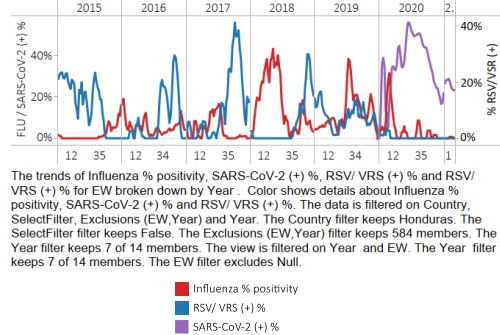 2015 2016 2017 2018 2019 2020 2.
40% 40%
20% 20%
0% 0%
FLU / SARS-CoV-2 (+) %
% RSV/VSR (+)
12 35 12 35 12 35 12 35 12 34 12 35 1
The trends of Influenza % positivity, SARS-CoV-2 (+) %, RSV/ VRS (+) % and RSV/
VRS (+) % for EW broken down by Year . Color shows details about Influenza %
positivity, SARS-CoV-2 (+) % and RSV/ VRS (+) %. The data is filtered on Country,
SelectFilter, Exclusions (EW,Year) and Year. The Country filter keeps Honduras. The
SelectFilter filter keeps False. The Exclusions (EW,Year) filter keeps 584 members. The
Year filter keeps 7 of 14 members. The view is filtered on Year and EW. The Year filter
keeps 7 of 14 members. The EW filter excludes Null.
Influenza % positivity
RSV/ VRS (+) %
SARS-CoV-2 (+) %